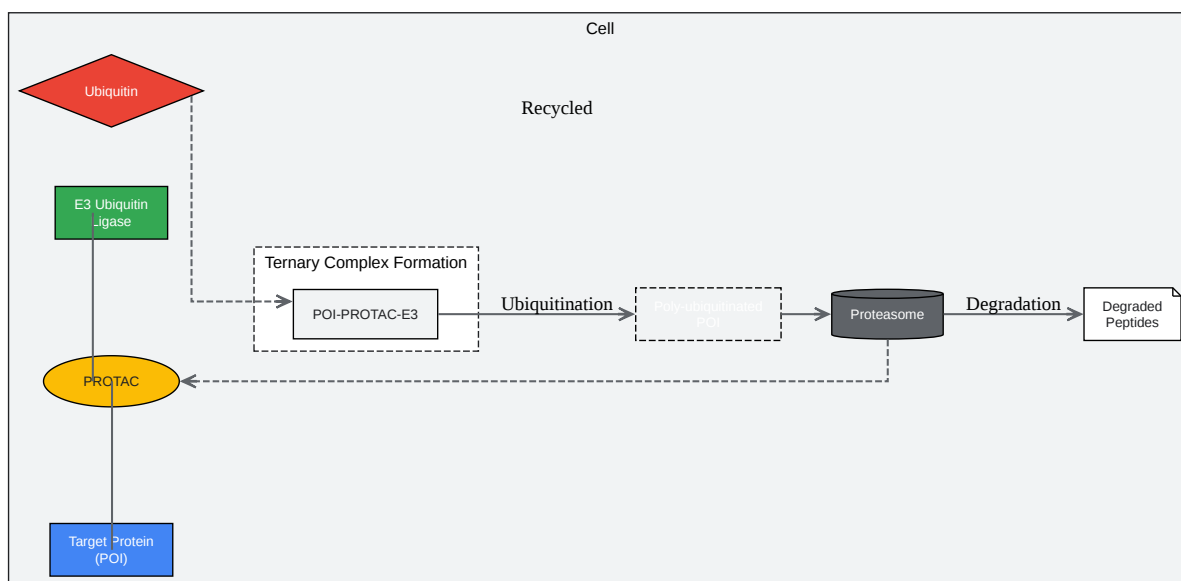 Cell
Ubiquitin
Recycled
E3 Ubiquitin
Ligase
Ternary Complex Formation
POI-PROTAC-E3
Ubiquitination
Poly-ubiquitinated
POI
Proteasome
Degradation
Degraded
Peptides
PROTAC
Target Protein
(POI)